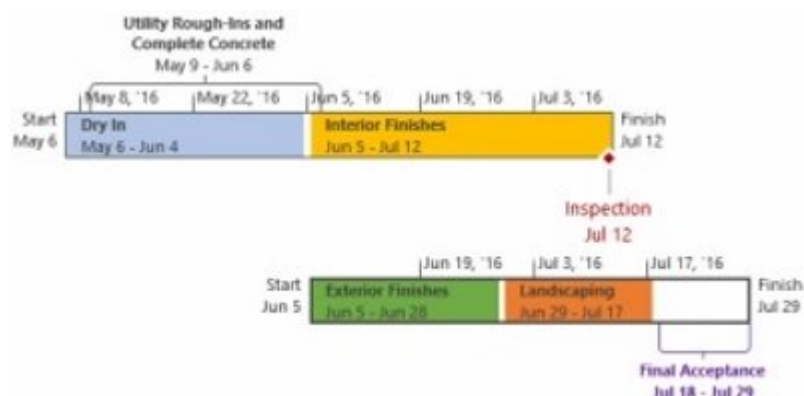 Utility Rough-Ins and
Complete Concrete
May 9 - Jun 6
May 8, '16 May 22, '16 Jun 5, '16 Jun 19, '16 Jul 3, '16
Start Dry In Interior Finishes Finish
May 6 May 6 - Jun 4 Jun 5 - Jul 12 Jul 12
Inspection
Jul 12
Jun 19, '16 Jul 3, '16 Jul 17, '16
Start Exterior Finishes Landscaping Finish
Jun 5 Jun 5 - Jun 28 Jun 29 - Jul 17 Jul 29
Final Acceptance
Jul 18 - Jul 29